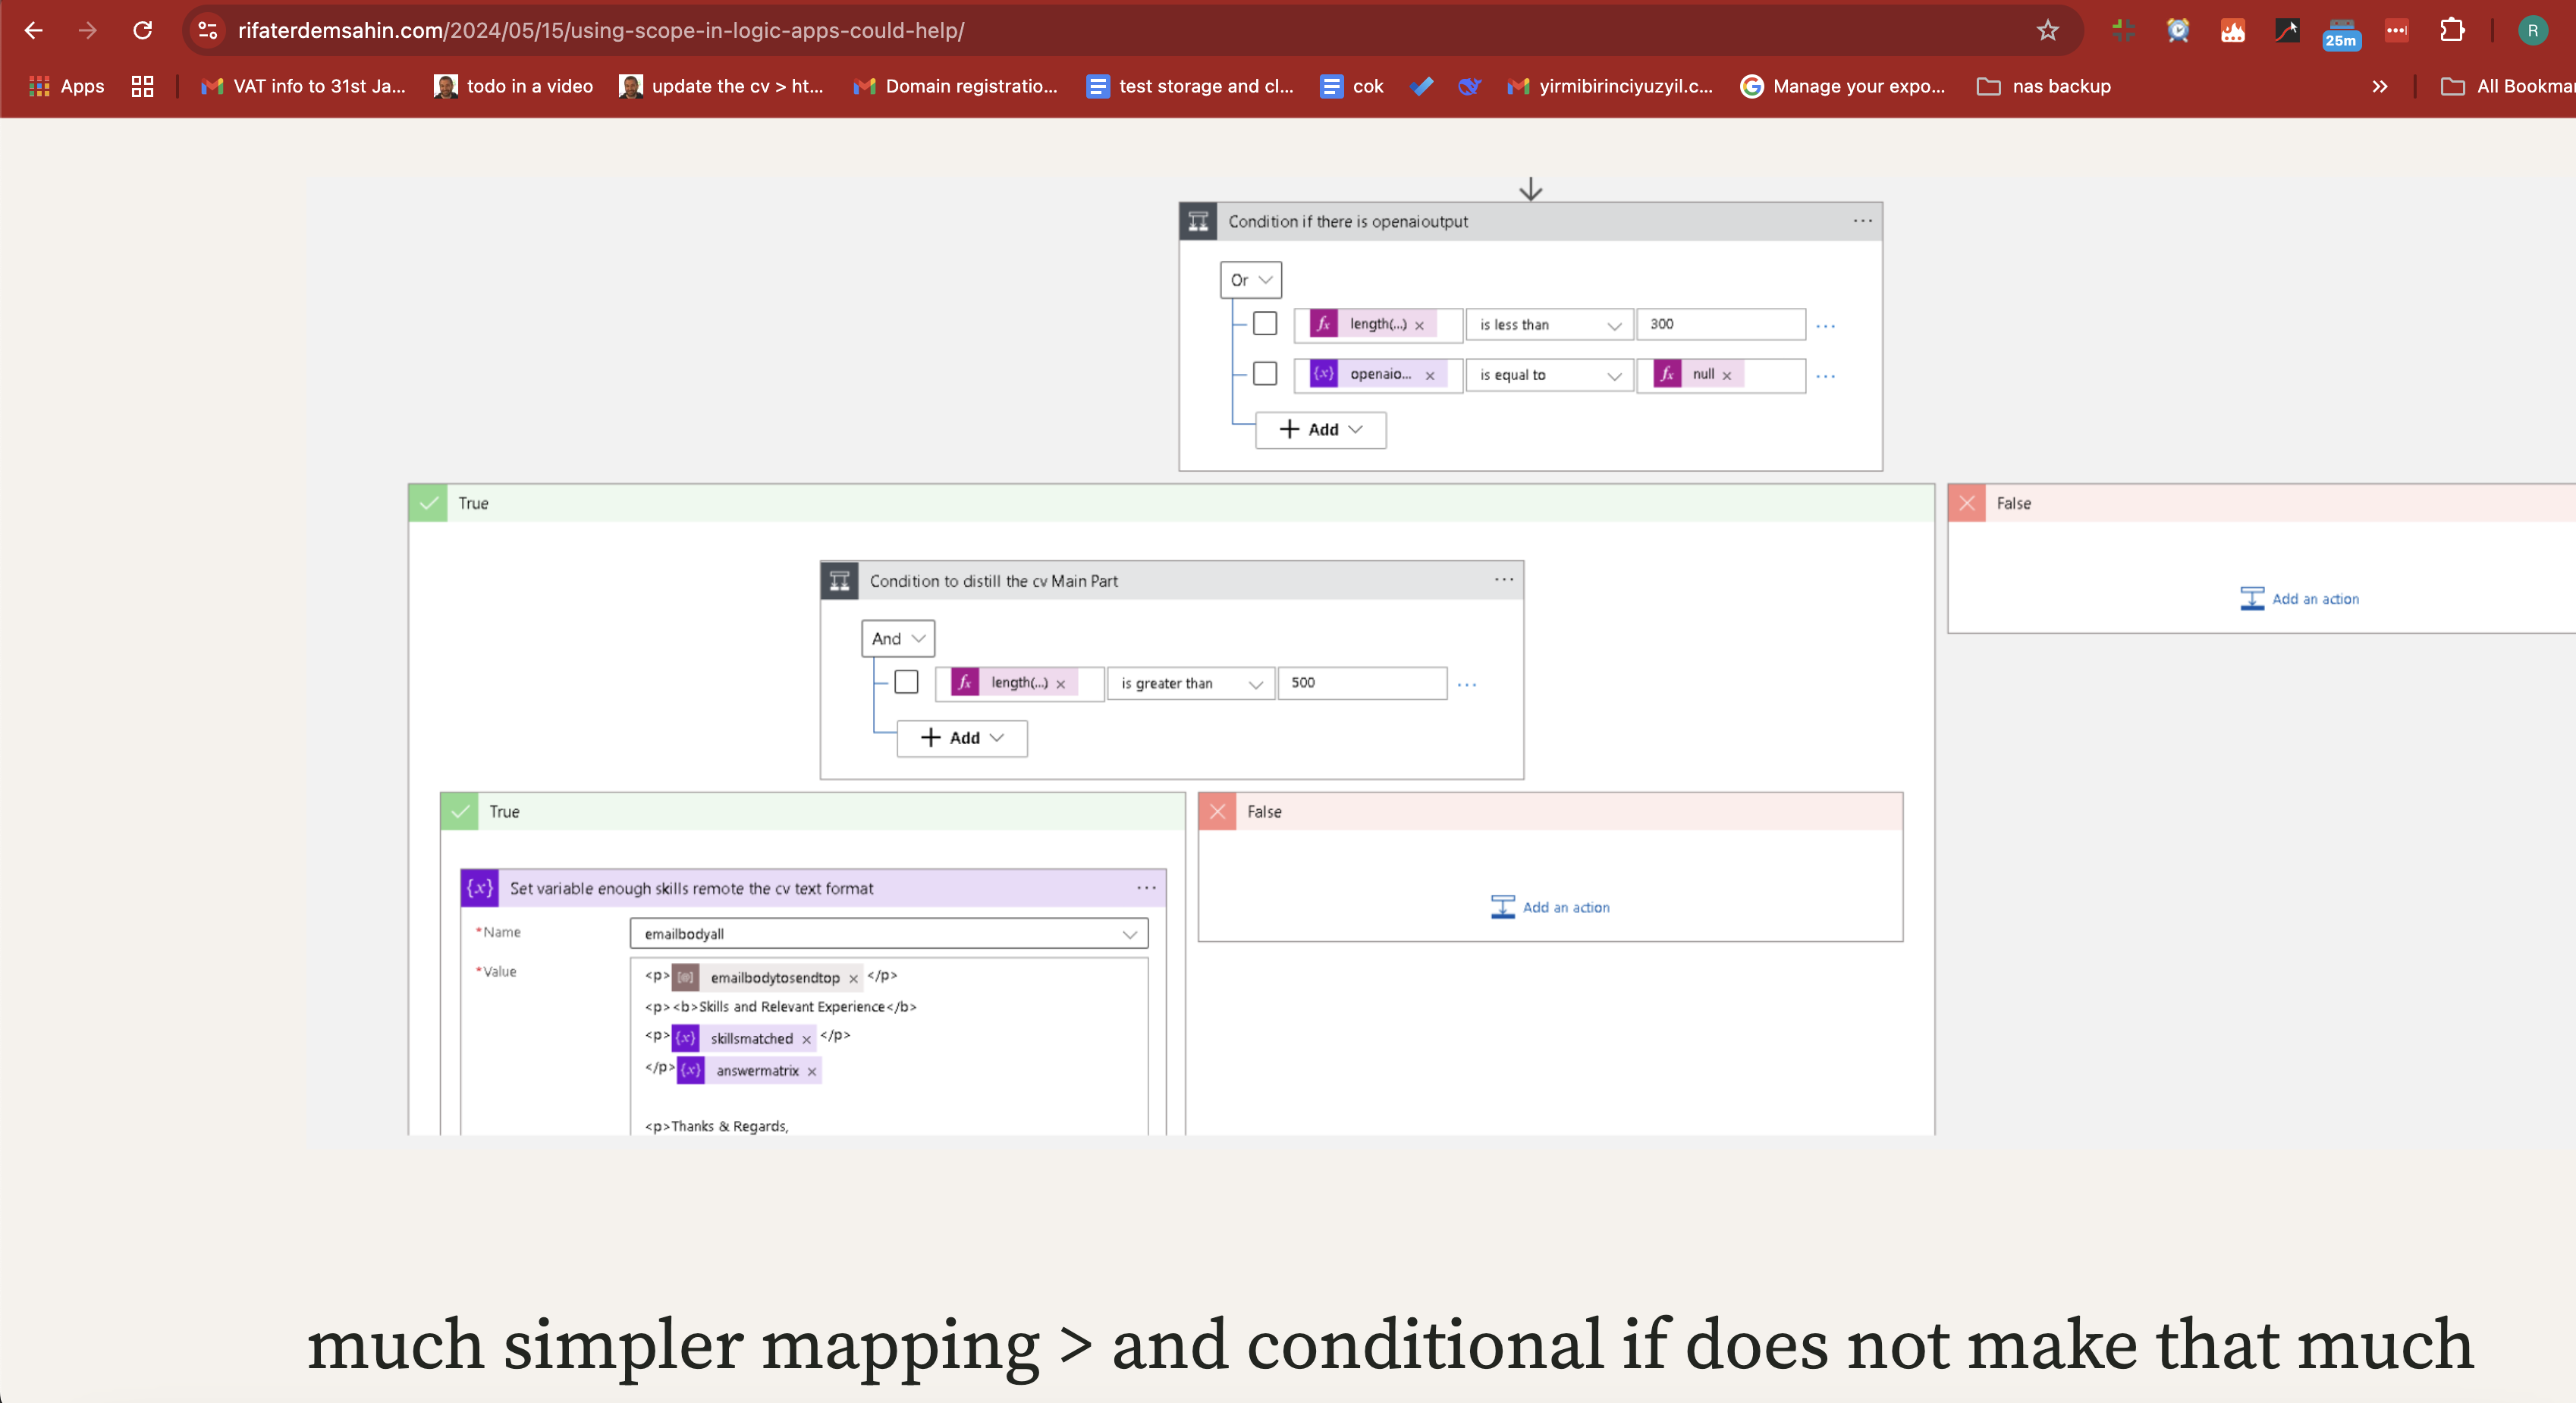 rifaterdemsahin.com/2024/05/15/using-scope-in-logic-apps-could-help/
25m
R
Apps
VAT info to 31st Ja...
todo in a video
update the cv > ht...
Domain registratio...
test storage and cl...
cok
yirmibirinciyuzyil.c...
Manage your expo...
nas backup
All Bookmar
Condition if there is openaioutput
Or
length(...) is less than 300
openaio... is equal to null
Add
True
False
Condition to distill the cv Main Part
Add an action
And
length(...) is greater than 500
Add
True
False
Set variable enough skills remote the cv text format
*Name emailbodyall
Add an action
*Value <p> emailbodytosendtop </p>
<p><b>Skills and Relevant Experience</b>
<p> skillsmatched </p>
</p> answermatrix
<p>Thanks & Regards,
much simpler mapping > and conditional if does not make that much